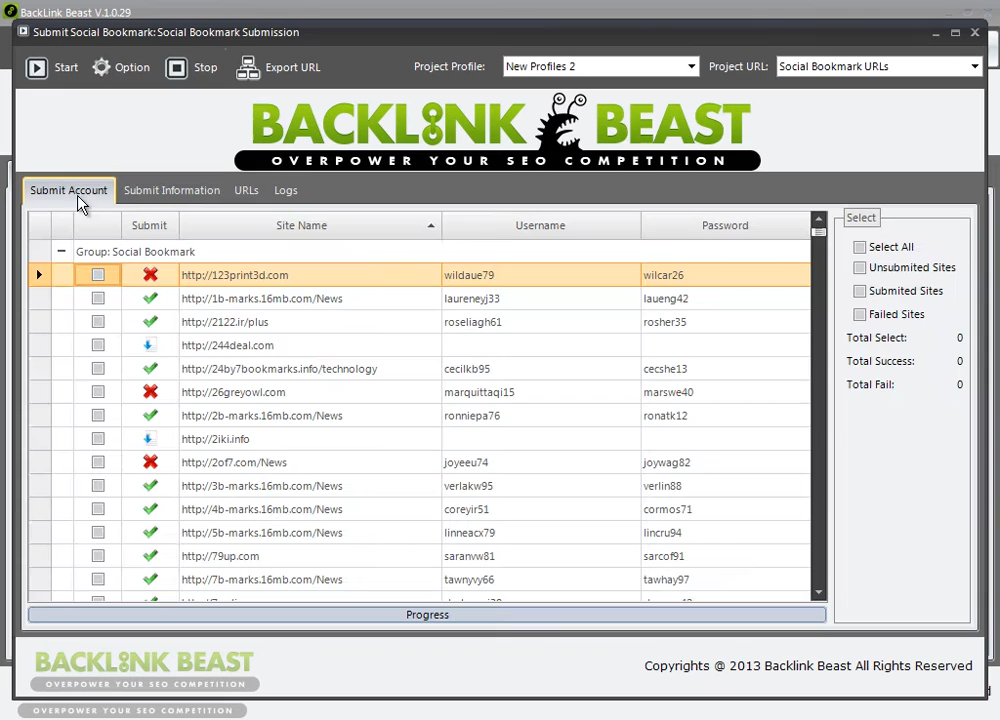 BackLink Beast V.1.0.29
Submit Social Bookmark: Social Bookmark Submission
Start Option Stop Export URL Project Profile: New Profiles 2 Project URL: Social Bookmark URLs
BACKLINK BEAST
OVERPOWER YOUR SEO COMPETITION
Submit Account Submit Information URLs Logs
Submit Site Name Username Password
Group: Social Bookmark
http://123print3d.com wildaue79 wilcar26
http://1b-marks.16mb.com/News laureneyj33 laueng42
http://2122.ir/plus roseliagh61 rosher35
http://244deal.com
http://24by7bookmarks.info/technology cecilkb95 cecshe13
http://26greyowl.com marquittaqi15 marswe40
http://2b-marks.16mb.com/News ronniepa76 ronatk12
http://2iki.info
http://2of7.com/News joyeeu74 joywag82
http://3b-marks.16mb.com/News verlakw95 verlin88
http://4b-marks.16mb.com/News coreyir51 cormos71
http://5b-marks.16mb.com/News linneacx79 lincru94
http://79up.com saranvw81 sarcof91
http://7b-marks.16mb.com/News tawnyvy66 tawhay97
Select
Select All
Unsubmited Sites
Submited Sites
Failed Sites
Total Select: 0
Total Success: 0
Total Fail: 0
Progress
BACKLINK BEAST
OVERPOWER YOUR SEO COMPETITION
Copyrights @ 2013 Backlink Beast All Rights Reserved
OVERPOWER YOUR SEO COMPETITION